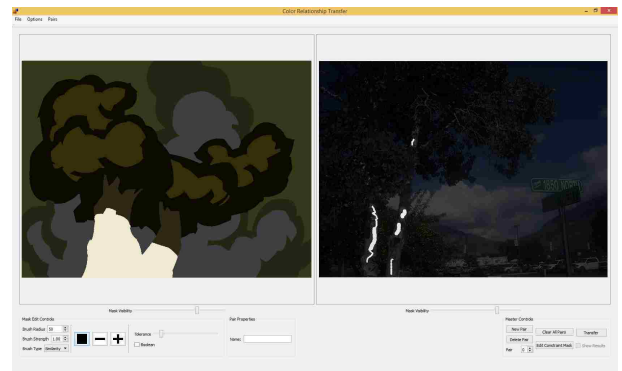 Color Relationship Transfer
File Options Pairs
Mask Visibility
Mask Visibility
Mask Edit Controls
Brush Radius 50
Brush Strength 1.00
Brush Type Similarity
Tolerance
Boolean
Pair Properties
Name:
Master Controls
New Pair
Clear All Pairs
Transfer
Delete Pair
Edit Constraint Mask
Show Results
Pair 0